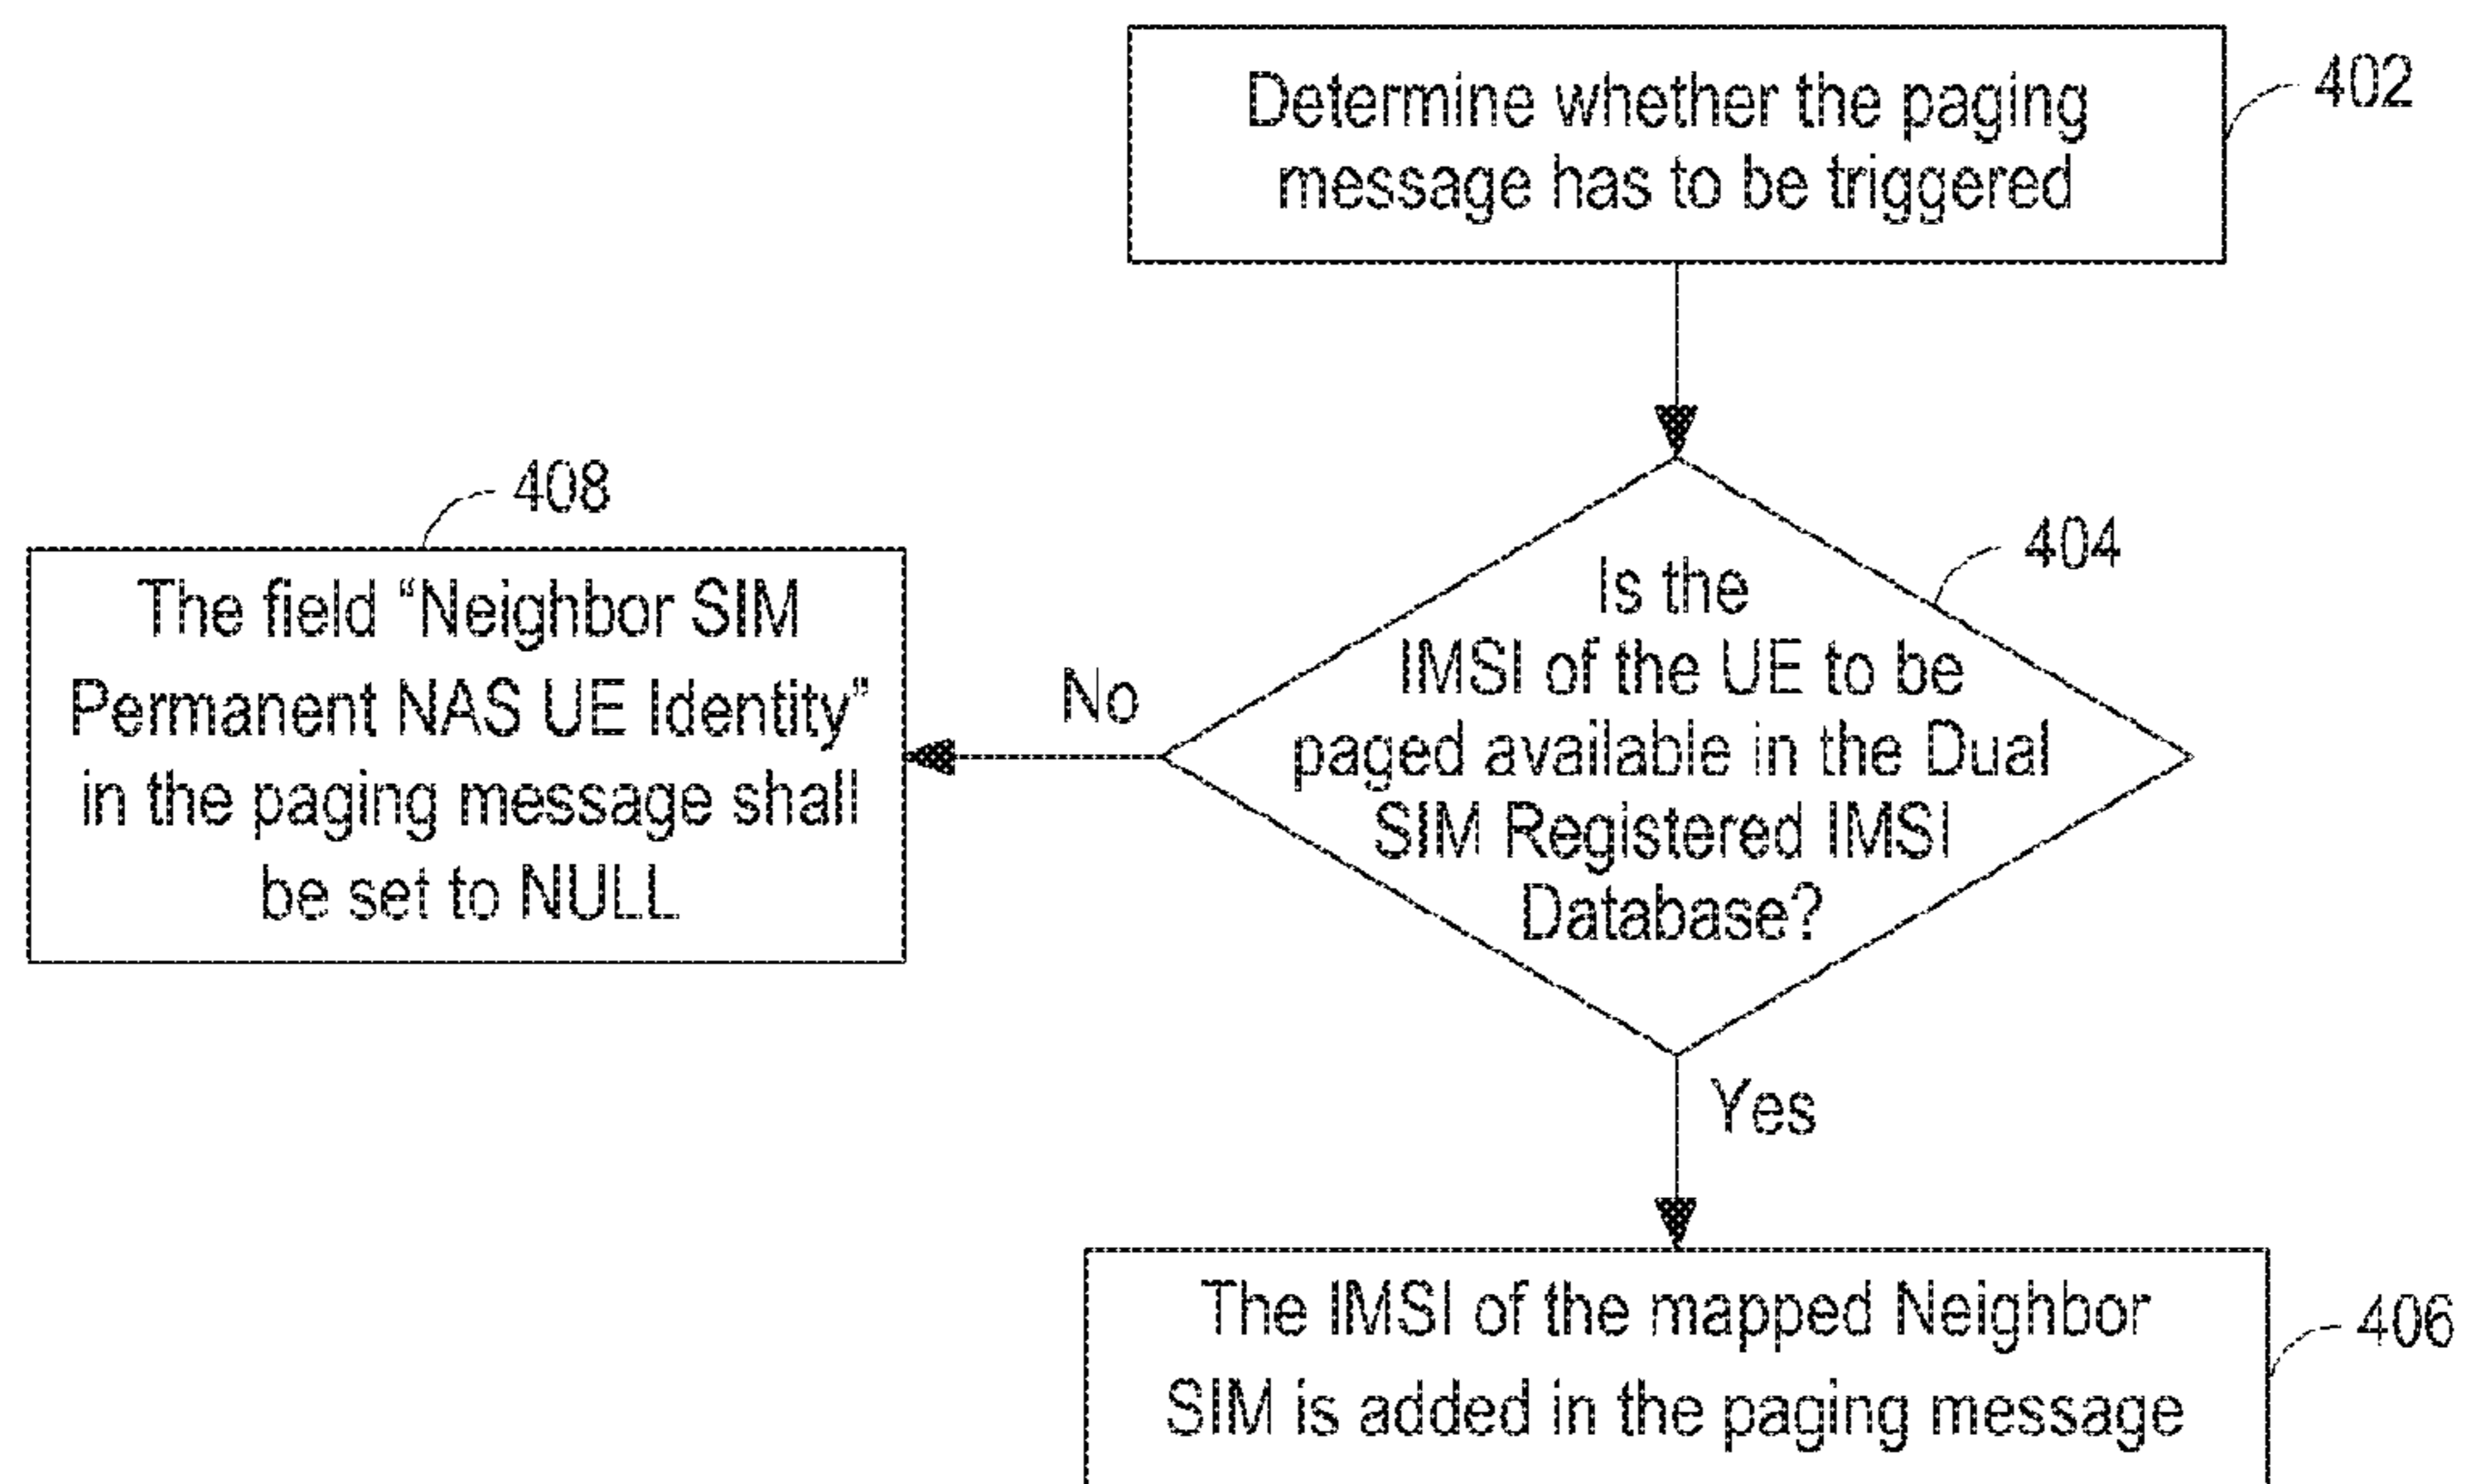 Determine whether the paging
message has to be triggered
402
408
The field “Neighbor SIM
Permanent NAS UE Identity”
in the paging message shall
be set to NULL
No
404
Is the
IMSI of the UE to be
paged available in the Dual
SIM Registered IMSI
Database?
Yes
The IMSI of the mapped Neighbor
SIM is added in the paging message
406